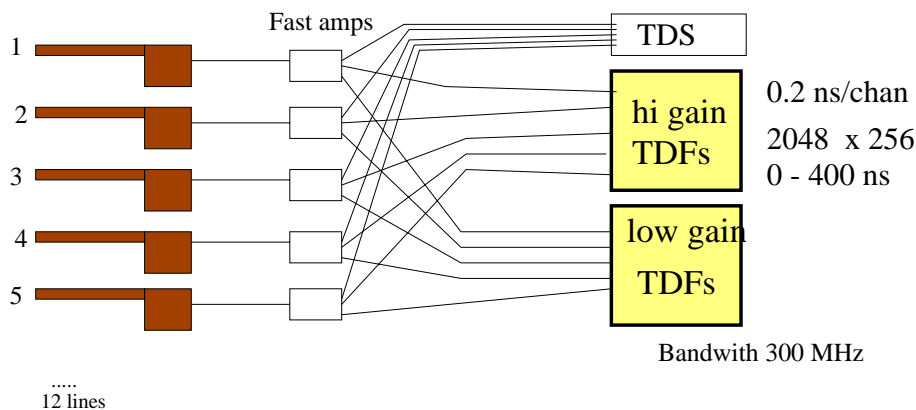 Fast amps
1
2
3
4
5
TDS
hi gain
TDFs
0.2 ns/chan
2048 x 256
0 - 400 ns
low gain
TDFs
Bandwith 300 MHz
.....
12 lines